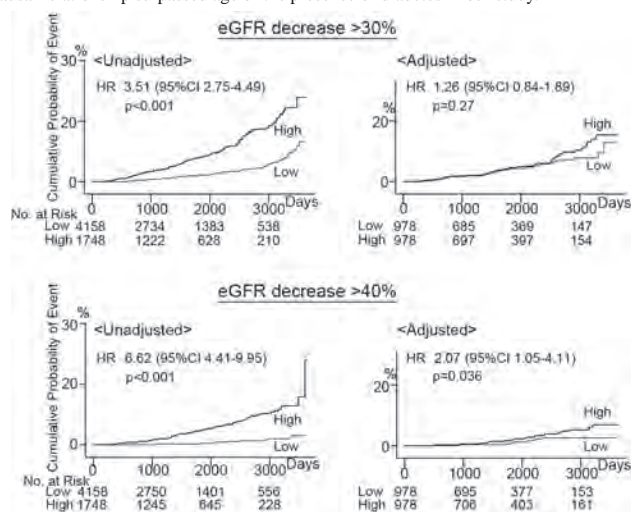 eGFR decrease >30%
Cumulative Probability of Event
%
30
20
0
<Unadjusted>
HR 3.51 (95%CI 2.75-4.49)
p<0.001
High
Low
0 1000 2000 3000 Days
No. at Risk
Low 4158 2734 1383 538
High 1748 1222 628 210
<Adjusted>
HR 1.26 (95%CI 0.84-1.89)
p=0.27
%
20
0
High
Low
0 1000 2000 3000 Days
Low 978 685 369 147
High 978 697 397 154
eGFR decrease >40%
Cumulative Probability of Event
%
30
20
0
<Unadjusted>
HR 6.62 (95%CI 4.41-9.95)
p<0.001
High
Low
0 1000 2000 3000 Days
No. at Risk
Low 4158 2750 1401 556
High 1748 1245 645 228
<Adjusted>
HR 2.07 (95%CI 1.05-4.11)
p=0.036
%
20
0
High
Low
0 1000 2000 3000 Days
Low 978 695 377 153
High 978 706 403 161